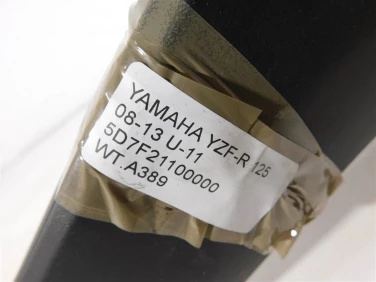 YAMAHA YZF-R 125
08-13 U-11
5D7F21100000
WT.A389